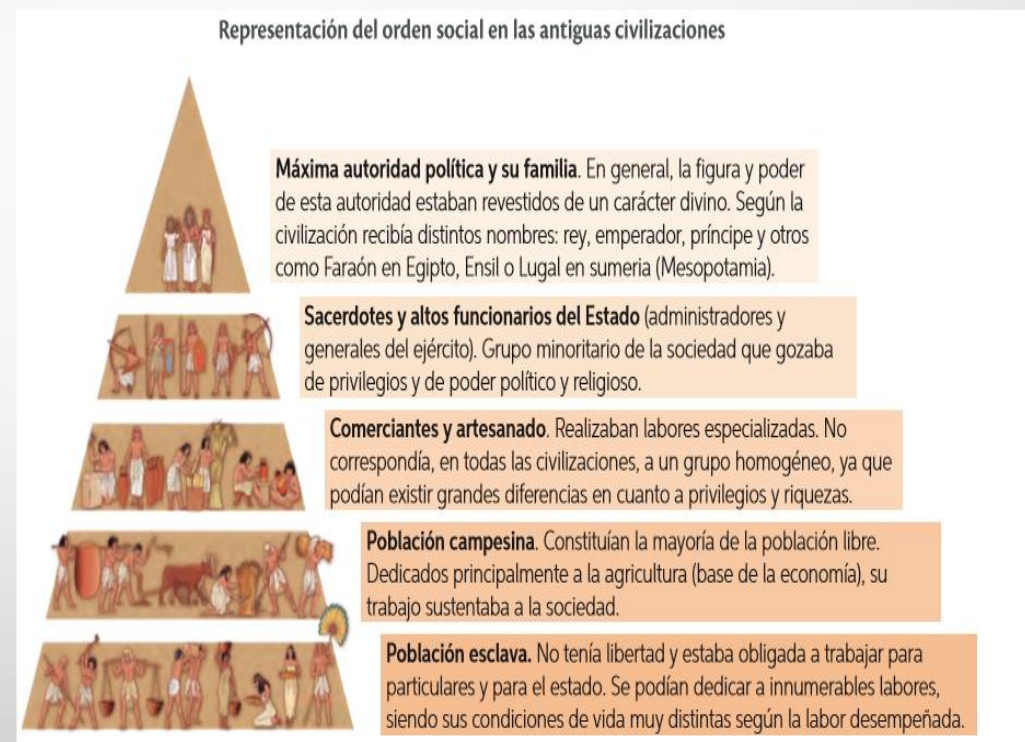 Representación del orden social en las antiguas civilizaciones
Máxima autoridad política y su familia. En general, la figura y poder
de esta autoridad estaban revestidos de un carácter divino. Según la
civilización recibía distintos nombres: rey, emperador, príncipe y otros
como Faraón en Egipto, Ensil o Lugal en sumeria (Mesopotamia).
Sacerdotes y altos funcionarios del Estado (administradores y
generales del ejército). Grupo minoritario de la sociedad que gozaba
de privilegios y de poder político y religioso.
Comerciantes y artesanado. Realizaban labores especializadas. No
correspondía, en todas las civilizaciones, a un grupo homogéneo, ya que
podían existir grandes diferencias en cuanto a privilegios y riquezas.
Población campesina. Constituían la mayoría de la población libre.
Dedicados principalmente a la agricultura (base de la economía), su
trabajo sustentaba a la sociedad.
Población esclava. No tenía libertad y estaba obligada a trabajar para
particulares y para el estado. Se podían dedicar a innumerables labores,
siendo sus condiciones de vida muy distintas según la labor desempeñada.